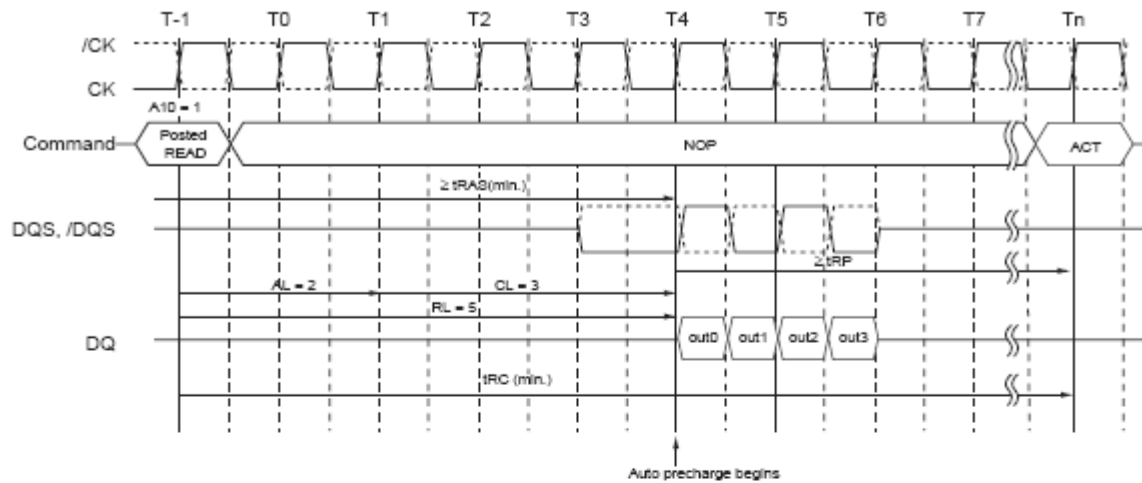 T-1 T0 T1 T2 T3 T4 T5 T6 T7 Tn
/CK
CK
A10 = 1
Command Posted READ NOP ACT
≥ tRAS(min.)
DQS, /DQS
≥ tRP
AL = 2 CL = 3
RL = 5
DQ out0 out1 out2 out3
tRC (min.)
Auto precharge begins